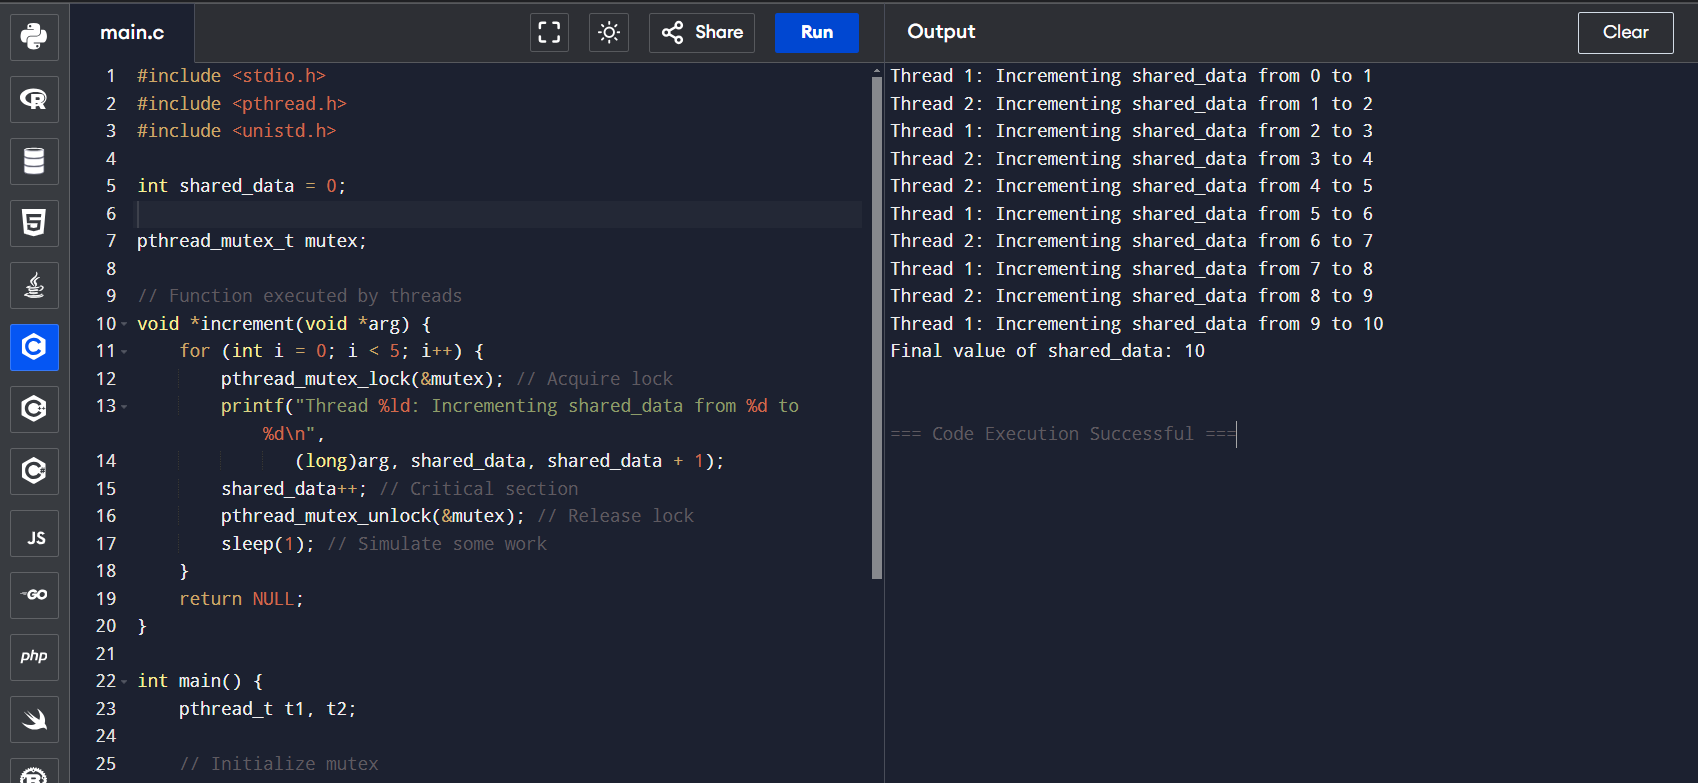 main.c
Share
Run
Output
Clear
1 #include <stdio.h>
2 #include <pthread.h>
3 #include <unistd.h>
4
5 int shared_data = 0;
6
7 pthread_mutex_t mutex;
8
9 // Function executed by threads
10 void *increment(void *arg) {
11     for (int i = 0; i < 5; i++) {
12         pthread_mutex_lock(&mutex); // Acquire lock
13         printf("Thread %ld: Incrementing shared_data from %d to
%d\n",
14                (long)arg, shared_data, shared_data + 1);
15         shared_data++; // Critical section
16         pthread_mutex_unlock(&mutex); // Release lock
17         sleep(1); // Simulate some work
18     }
19     return NULL;
20 }
21
22 int main() {
23     pthread_t t1, t2;
24
25     // Initialize mutex
Thread 1: Incrementing shared_data from 0 to 1
Thread 2: Incrementing shared_data from 1 to 2
Thread 1: Incrementing shared_data from 2 to 3
Thread 2: Incrementing shared_data from 3 to 4
Thread 2: Incrementing shared_data from 4 to 5
Thread 1: Incrementing shared_data from 5 to 6
Thread 2: Incrementing shared_data from 6 to 7
Thread 1: Incrementing shared_data from 7 to 8
Thread 2: Incrementing shared_data from 8 to 9
Thread 1: Incrementing shared_data from 9 to 10
Final value of shared_data: 10
=== Code Execution Successful ===
R
5
C
C++
C#
JS
GO
php
R